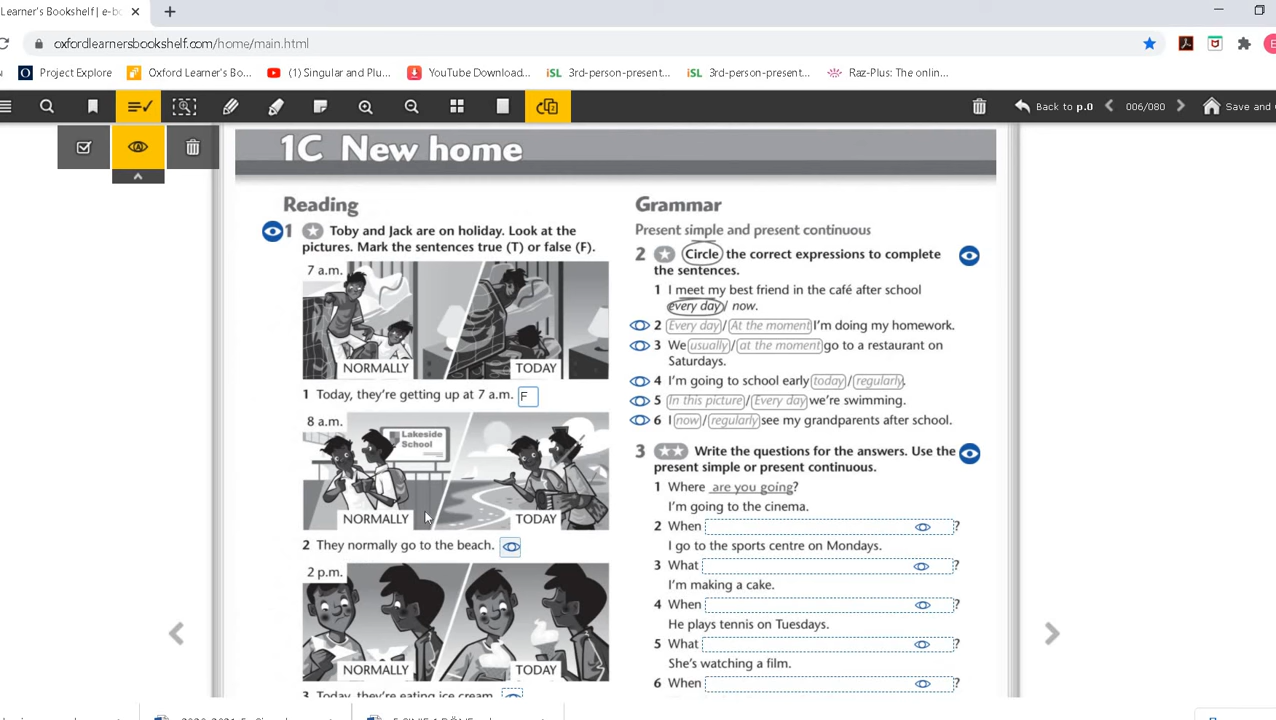 Learner's Bookshelf | e-b
oxfordlearnersbookshelf.com/home/main.html
Project Explore
Oxford Learner's Bo...
(1) Singular and Plu...
YouTube Download...
iSL 3rd-person-present...
iSL 3rd-person-present...
Raz-Plus: The onlin...
Back to p.0
006/080
Save and
1C New home
Reading
1 Toby and Jack are on holiday. Look at the
pictures. Mark the sentences true (T) or false (F).
7 a.m.
NORMALLY
TODAY
1 Today, they're getting up at 7 a.m. F
8 a.m.
Lakeside
School
NORMALLY
TODAY
2 They normally go to the beach.
2 p.m.
NORMALLY
TODAY
3 Today, they're eating ice cream.
Grammar
Present simple and present continuous
2 Circle the correct expressions to complete
the sentences.
1 I meet my best friend in the café after school
every day / now.
2 Every day / At the moment I'm doing my homework.
3 We usually / at the moment go to a restaurant on
Saturdays.
4 I'm going to school early today / regularly.
5 In this picture / Every day we're swimming.
6 I now / regularly see my grandparents after school.
3 Write the questions for the answers. Use the
present simple or present continuous.
1 Where are you going?
I'm going to the cinema.
2 When ?
I go to the sports centre on Mondays.
3 What ?
I'm making a cake.
4 When ?
He plays tennis on Tuesdays.
5 What ?
She's watching a film.
6 When ?